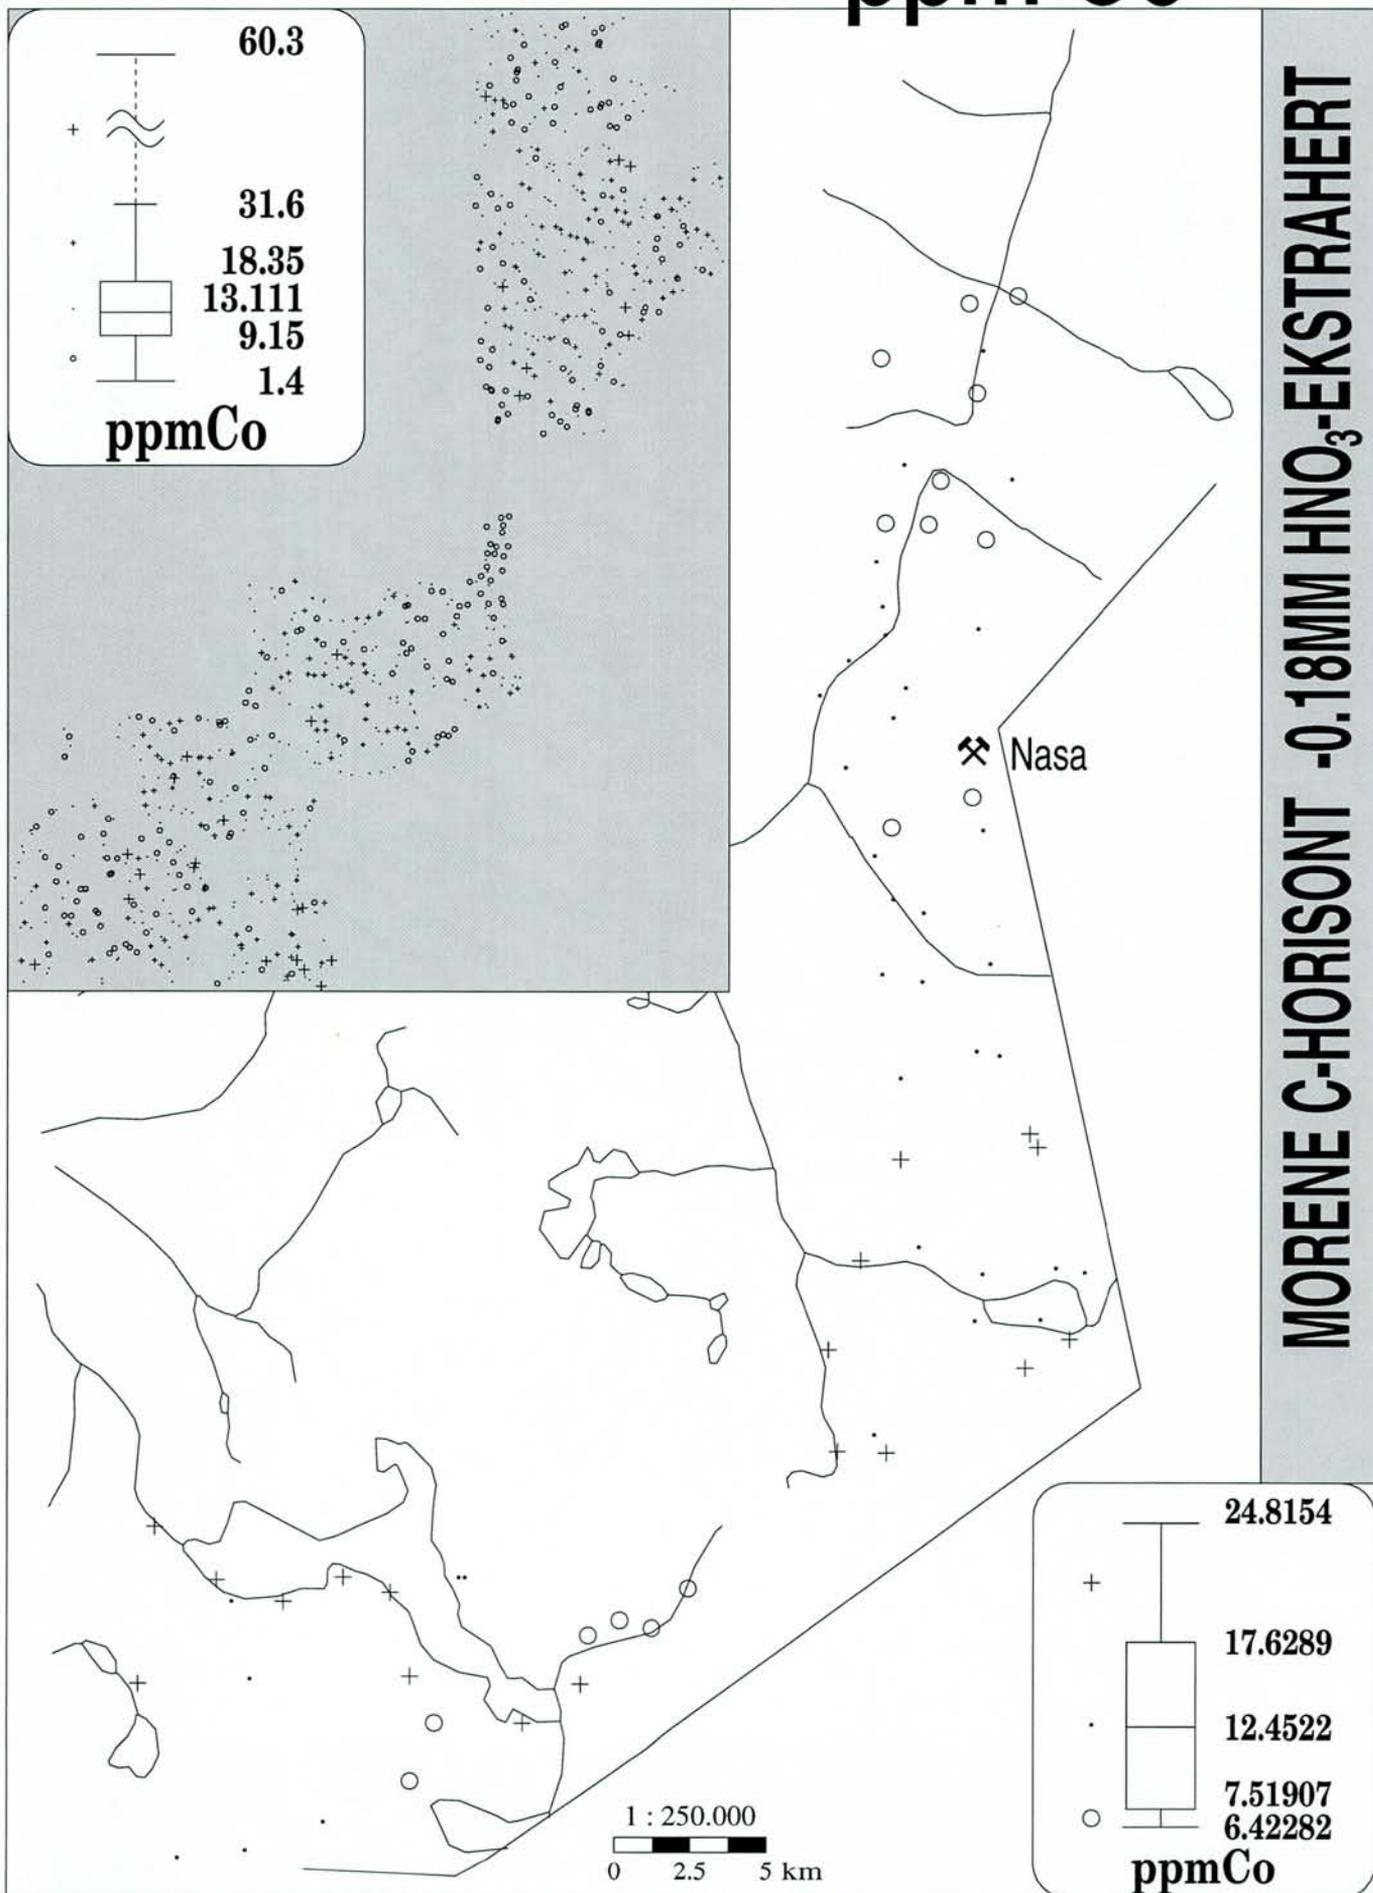 ppm Co
60.3
31.6
18.35
13.111
9.15
1.4
ppmCo
MORENE C-HORISONT -0.18MM HNO₃-EKSTRAHERT
Nasa
24.8154
17.6289
12.4522
7.51907
6.42282
ppmCo
1 : 250.000
0 2.5 5 km